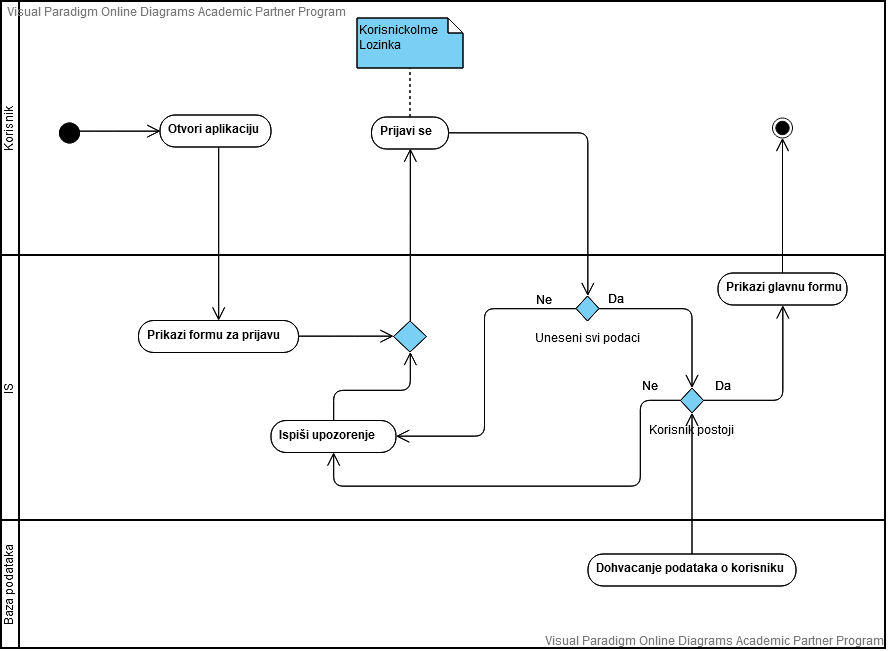 Visual Paradigm Online Diagrams Academic Partner Program
KorisnickoIme
Lozinka
Korisnik
Otvori aplikaciju
Prijavi se
Prikazi glavnu formu
Ne
Da
Prikazi formu za prijavu
Uneseni svi podaci
IS
Ne
Da
Ispiši upozorenje
Korisnik postoji
Baza podataka
Dohvacanje podataka o korisniku
Visual Paradigm Online Diagrams Academic Partner Program